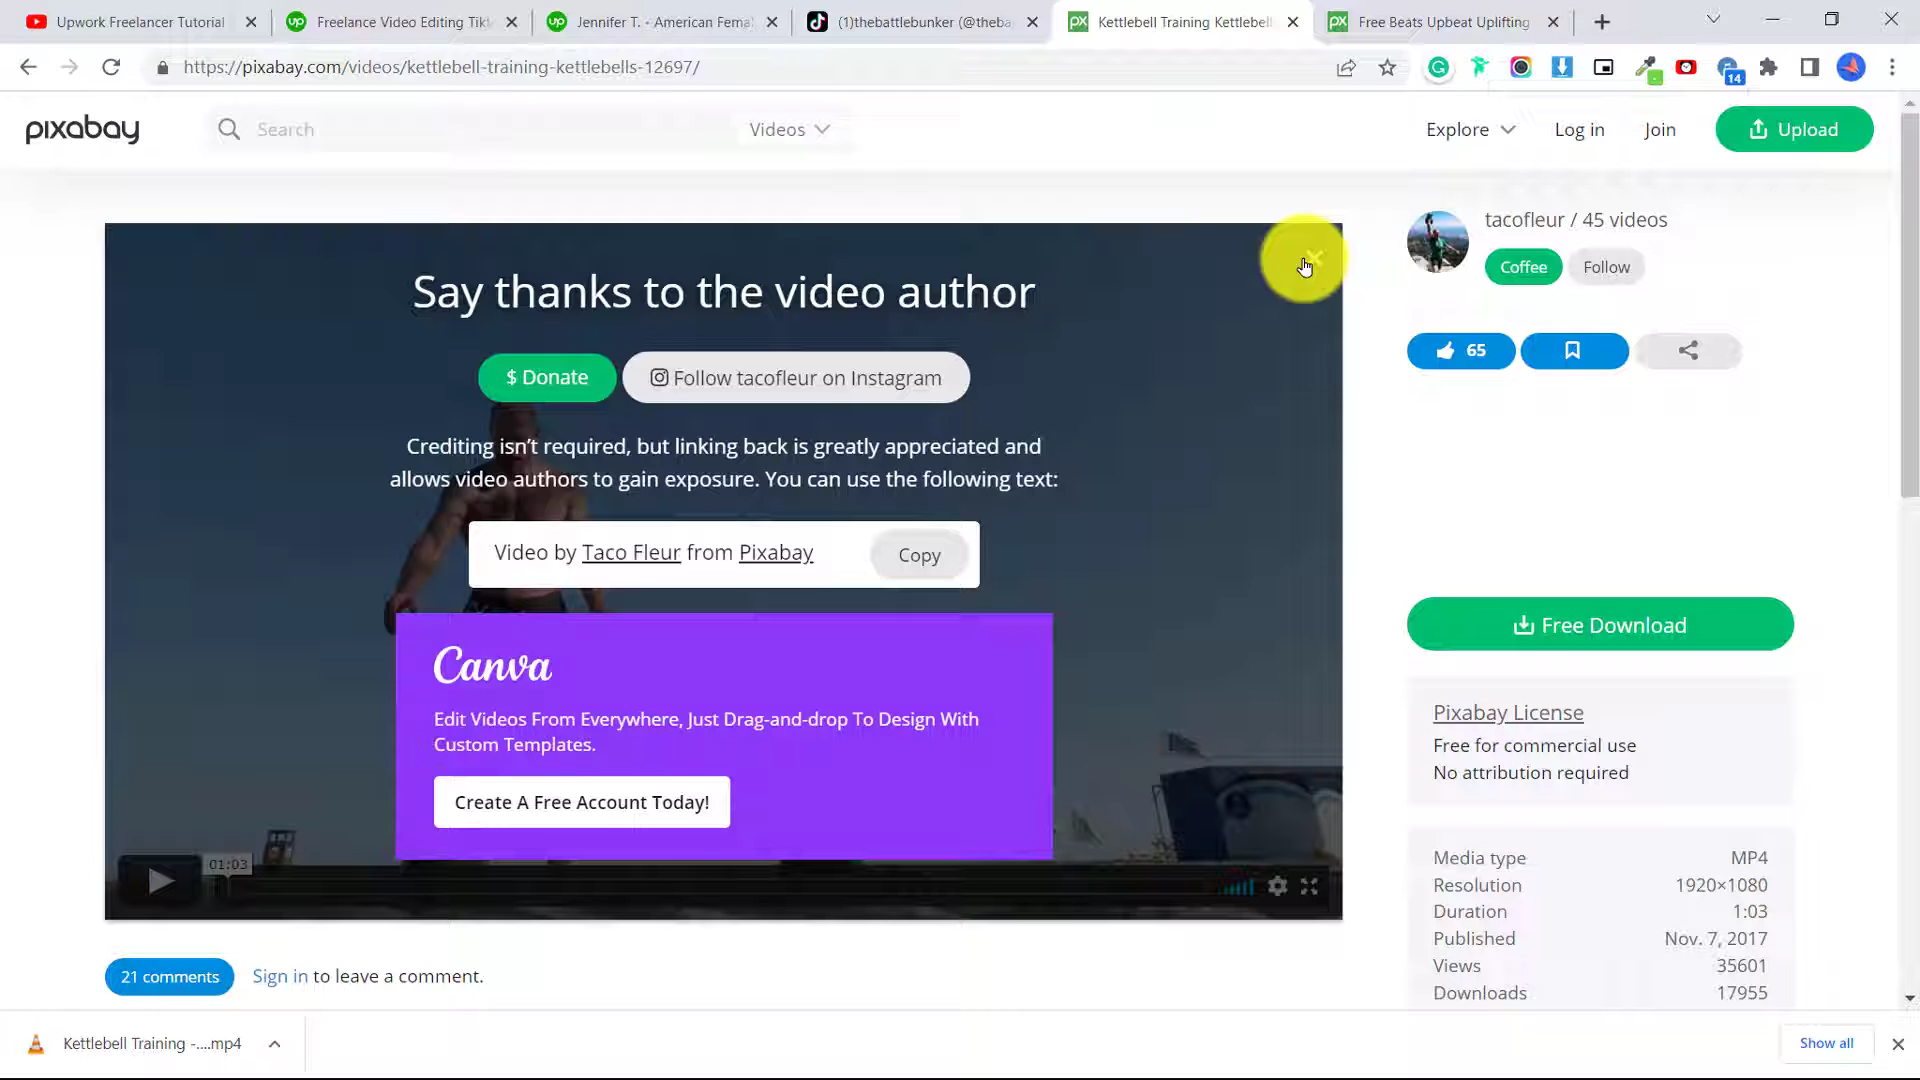 Upwork Freelancer Tutorial
Freelance Video Editing Tikt
Jennifer T. - American Fema
(1)thebattlebunker (@theba
Kettlebell Training Kettlebell
Free Beats Upbeat Uplifting
https://pixabay.com/videos/kettlebell-training-kettlebells-12697/
14
pixabay
Search
Videos
Explore
Log in
Join
Upload
Say thanks to the video author
$ Donate
Follow tacofleur on Instagram
Crediting isn't required, but linking back is greatly appreciated and
allows video authors to gain exposure. You can use the following text:
Video by Taco Fleur from Pixabay
Copy
Canva
Edit Videos From Everywhere, Just Drag-and-drop To Design With
Custom Templates.
Create A Free Account Today!
01:03
tacofleur / 45 videos
Coffee
Follow
65
Free Download
Pixabay License
Free for commercial use
No attribution required
Media type MP4
Resolution 1920×1080
Duration 1:03
Published Nov. 7, 2017
Views 35601
Downloads 17955
21 comments
Sign in to leave a comment.
Kettlebell Training -....mp4
Show all